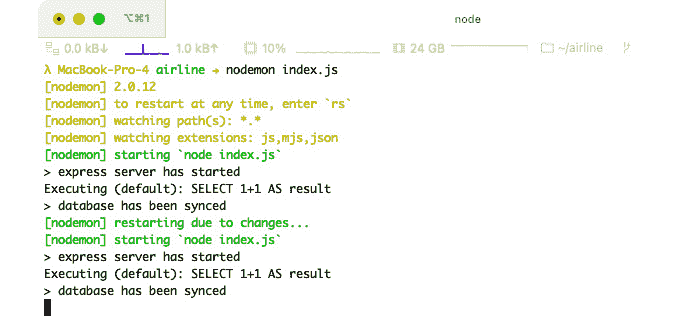 ⌥⌘1
node
0.0 kB↓ 1.0 kB↑ 10% 24 GB ~/airline
λ MacBook-Pro-4 airline → nodemon index.js
[nodemon] 2.0.12
[nodemon] to restart at any time, enter `rs`
[nodemon] watching path(s): *.*
[nodemon] watching extensions: js,mjs,json
[nodemon] starting `node index.js`
> express server has started
Executing (default): SELECT 1+1 AS result
> database has been synced
[nodemon] restarting due to changes...
[nodemon] starting `node index.js`
> express server has started
Executing (default): SELECT 1+1 AS result
> database has been synced